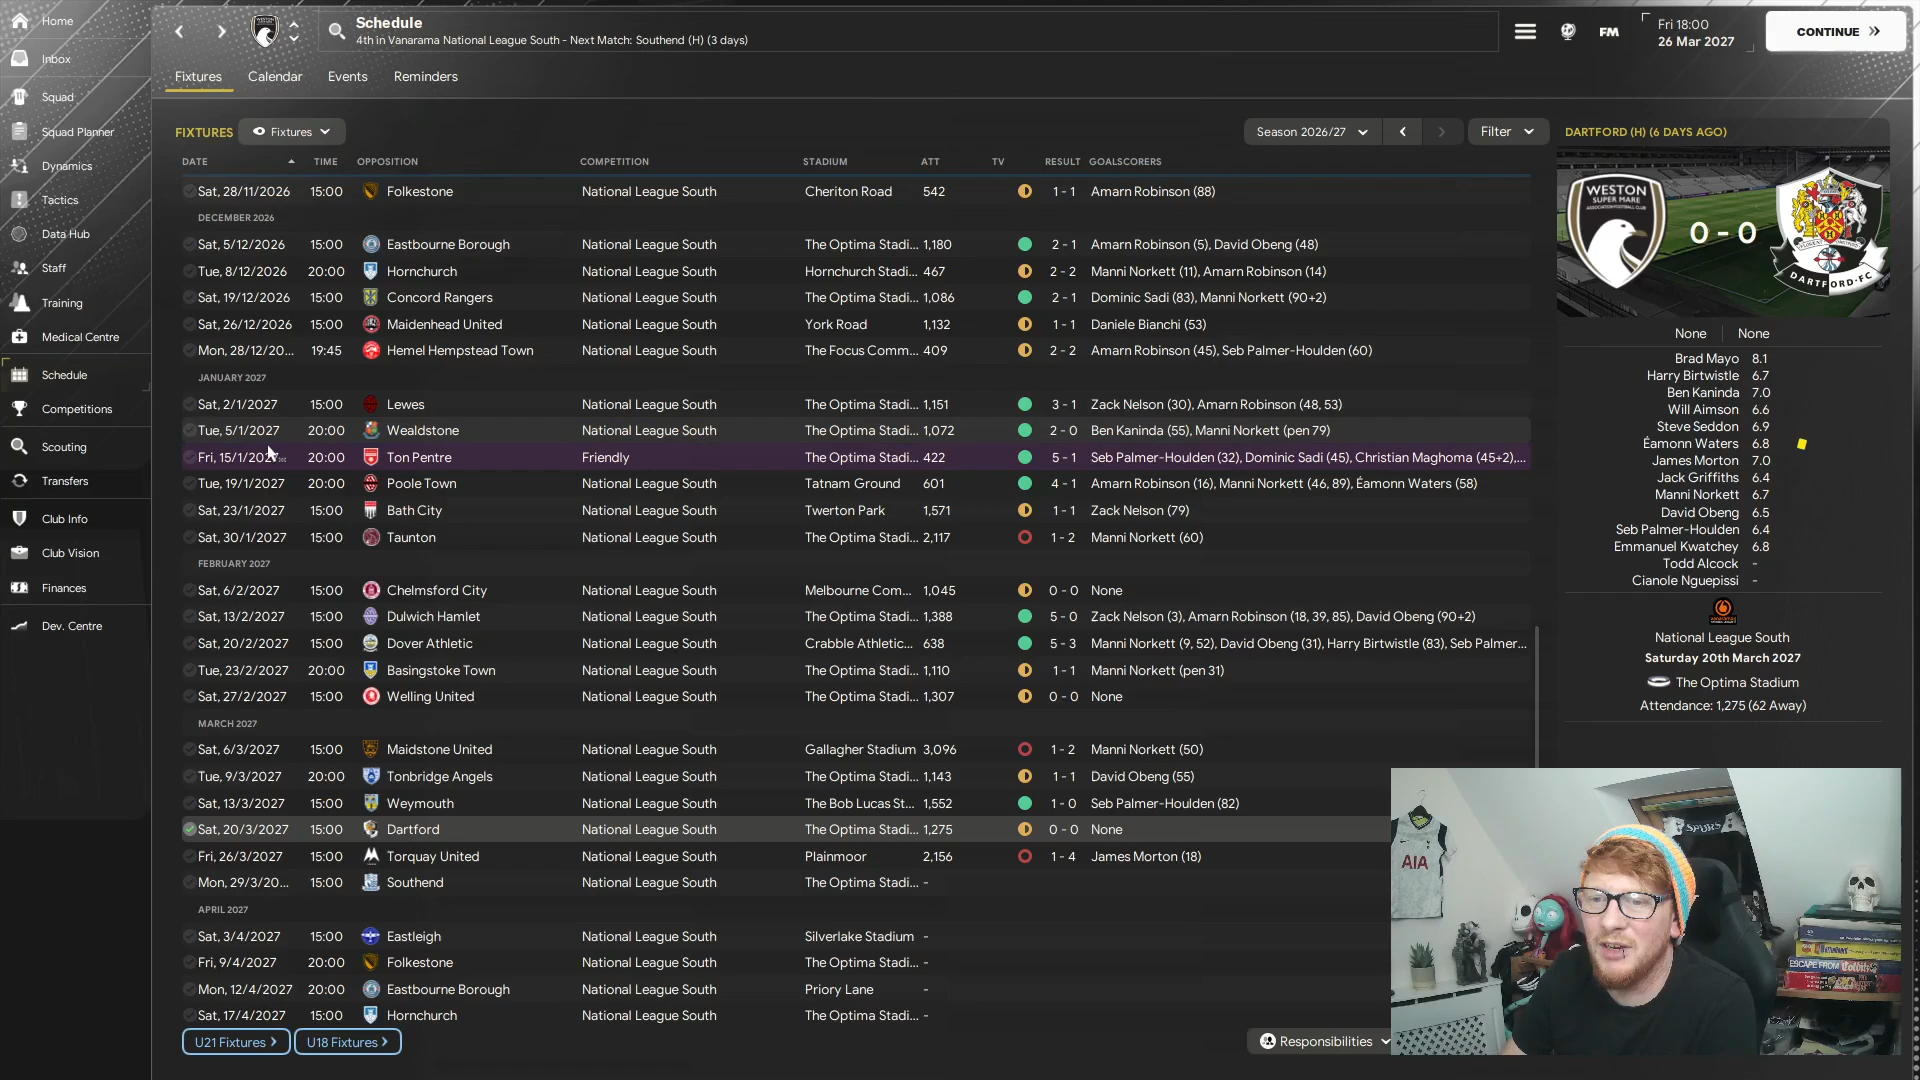 Home
Inbox
Squad
Squad Planner
Dynamics
Tactics
Data Hub
Staff
Training
Medical Centre
Schedule
Competitions
Scouting
Transfers
Club Info
Club Vision
Finances
Dev. Centre
Schedule
4th in Vanarama National League South - Next Match: Southend (H) (3 days)
FM
Fri 18:00
26 Mar 2027
CONTINUE
Fixtures Calendar Events Reminders
FIXTURES Fixtures Season 2026/27 Filter
DATE TIME OPPOSITION COMPETITION STADIUM ATT TV RESULT GOALSCORERS
Sat, 28/11/2026 15:00 Folkestone National League South Cheriton Road 542 1 - 1 Amarn Robinson (88)
DECEMBER 2026
Sat, 5/12/2026 15:00 Eastbourne Borough National League South The Optima Stadi... 1,180 2 - 1 Amarn Robinson (5), David Obeng (48)
Tue, 8/12/2026 20:00 Hornchurch National League South Hornchurch Stadi... 467 2 - 2 Manni Norkett (11), Amarn Robinson (14)
Sat, 19/12/2026 15:00 Concord Rangers National League South The Optima Stadi... 1,086 2 - 1 Dominic Sadi (83), Manni Norkett (90+2)
Sat, 26/12/2026 15:00 Maidenhead United National League South York Road 1,132 1 - 1 Daniele Bianchi (53)
Mon, 28/12/20... 19:45 Hemel Hempstead Town National League South The Focus Comm... 409 2 - 2 Amarn Robinson (45), Seb Palmer-Houlden (60)
JANUARY 2027
Sat, 2/1/2027 15:00 Lewes National League South The Optima Stadi... 1,151 3 - 1 Zack Nelson (30), Amarn Robinson (48, 53)
Tue, 5/1/2027 20:00 Wealdstone National League South The Optima Stadi... 1,072 2 - 0 Ben Kaninda (55), Manni Norkett (pen 79)
Fri, 15/1/2027 20:00 Ton Pentre Friendly The Optima Stadi... 422 5 - 1 Seb Palmer-Houlden (32), Dominic Sadi (45), Christian Maghoma (45+2),...
Tue, 19/1/2027 20:00 Poole Town National League South Tatnam Ground 601 4 - 1 Amarn Robinson (16), Manni Norkett (46, 89), Éamonn Waters (58)
Sat, 23/1/2027 15:00 Bath City National League South Twerton Park 1,571 1 - 1 Zack Nelson (79)
Sat, 30/1/2027 15:00 Taunton National League South The Optima Stadi... 2,117 1 - 2 Manni Norkett (60)
FEBRUARY 2027
Sat, 6/2/2027 15:00 Chelmsford City National League South Melbourne Com... 1,045 0 - 0 None
Sat, 13/2/2027 15:00 Dulwich Hamlet National League South The Optima Stadi... 1,388 5 - 0 Zack Nelson (3), Amarn Robinson (18, 39, 85), David Obeng (90+2)
Sat, 20/2/2027 15:00 Dover Athletic National League South Crabble Athletic... 638 5 - 3 Manni Norkett (9, 52), David Obeng (31), Harry Birtwistle (83), Seb Palmer...
Tue, 23/2/2027 20:00 Basingstoke Town National League South The Optima Stadi... 1,110 1 - 1 Manni Norkett (pen 31)
Sat, 27/2/2027 15:00 Welling United National League South The Optima Stadi... 1,307 0 - 0 None
MARCH 2027
Sat, 6/3/2027 15:00 Maidstone United National League South Gallagher Stadium 3,096 1 - 2 Manni Norkett (50)
Tue, 9/3/2027 20:00 Tonbridge Angels National League South The Optima Stadi... 1,143 1 - 1 David Obeng (55)
Sat, 13/3/2027 15:00 Weymouth National League South The Bob Lucas St... 1,552 1 - 0 Seb Palmer-Houlden (82)
Sat, 20/3/2027 15:00 Dartford National League South The Optima Stadi... 1,275 0 - 0 None
Fri, 26/3/2027 15:00 Torquay United National League South Plainmoor 2,156 1 - 4 James Morton (18)
Mon, 29/3/20... 15:00 Southend National League South The Optima Stadi... -
APRIL 2027
Sat, 3/4/2027 15:00 Eastleigh National League South Silverlake Stadium -
Fri, 9/4/2027 20:00 Folkestone National League South The Optima Stadi... -
Mon, 12/4/2027 20:00 Eastbourne Borough National League South Priory Lane -
Sat, 17/4/2027 15:00 Hornchurch National League South The Optima Stadi... -
U21 Fixtures U18 Fixtures
Responsibilities
DARTFORD (H) (6 DAYS AGO)
WESTON
SUPER MARE
0 - 0
DARTFORD·FC
None None
Brad Mayo 8.1
Harry Birtwistle 6.7
Ben Kaninda 7.0
Will Aimson 6.6
Steve Seddon 6.9
Éamonn Waters 6.8
James Morton 7.0
Jack Griffiths 6.4
Manni Norkett 6.7
David Obeng 6.5
Seb Palmer-Houlden 6.4
Emmanuel Kwatchey 6.8
Todd Alcock -
Cianole Nguepissi -
National League South
Saturday 20th March 2027
The Optima Stadium
Attendance: 1,275 (62 Away)
SPURS
AIA
ESCAPE FROM Colditz